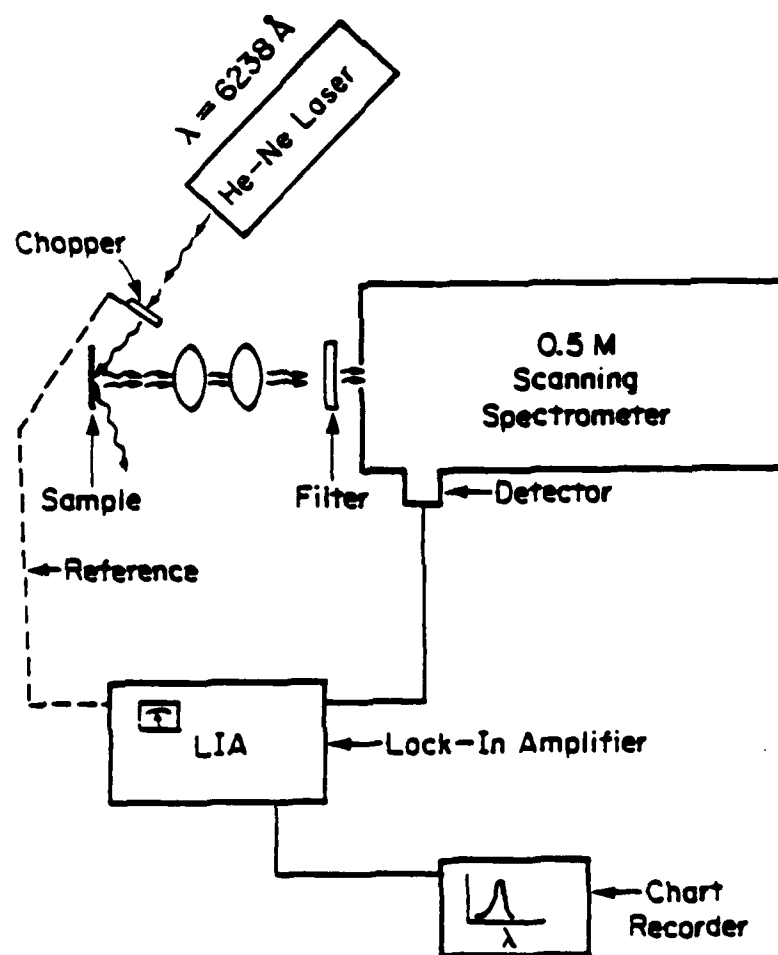 λ = 6238 Å
He-Ne Laser
Chopper
0.5 M
Scanning
Spectrometer
Sample
Filter
Detector
Reference
LIA
Lock-In Amplifier
λ
Chart
Recorder